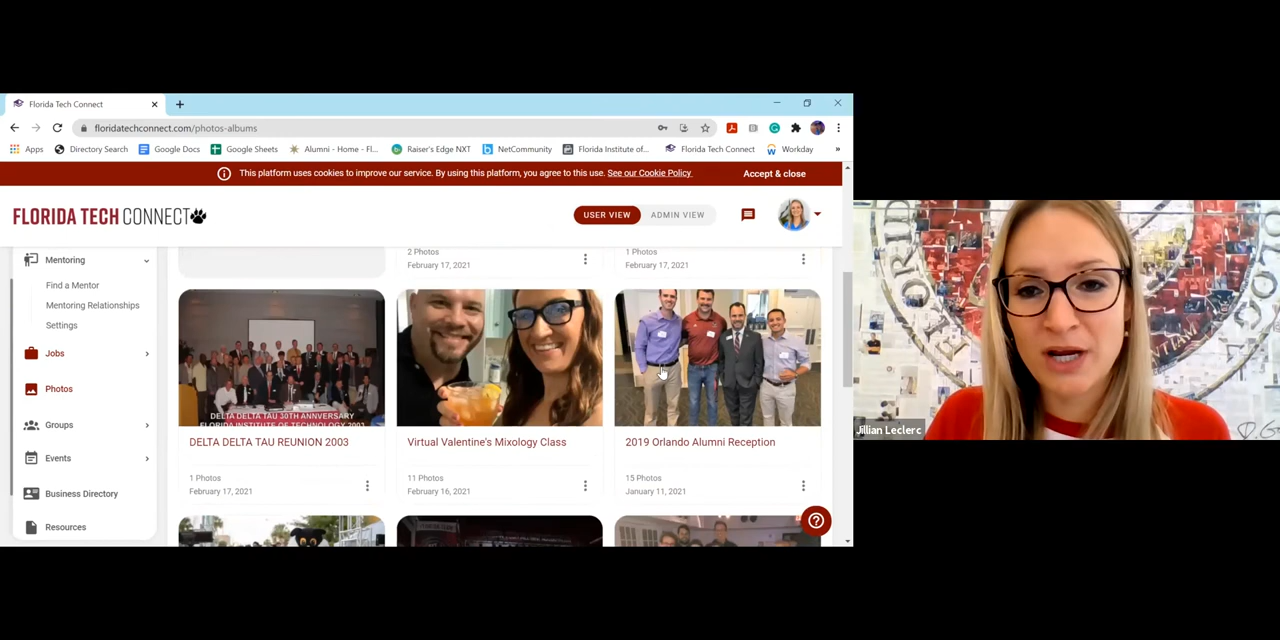 Florida Tech Connect
floridatechconnect.com/photos-albums
Apps Directory Search Google Docs Google Sheets Alumni - Home - Fl... Raiser's Edge NXT NetCommunity Florida Institute of... Florida Tech Connect Workday »
This platform uses cookies to improve our service. By using this platform, you agree to this use. See our Cookie Policy Accept & close
FLORIDA TECH CONNECT USER VIEW ADMIN VIEW
Mentoring
Find a Mentor
Mentoring Relationships
Settings
Jobs
Photos
Groups
Events
Business Directory
Resources
2 Photos
February 17, 2021
1 Photos
February 17, 2021
DELTA DELTA TAU 30TH ANNIVERSARY
FLORIDA INSTITUTE OF TECHNOLOGY 2003
DELTA DELTA TAU REUNION 2003
1 Photos
February 17, 2021
Virtual Valentine's Mixology Class
11 Photos
February 16, 2021
2019 Orlando Alumni Reception
15 Photos
January 11, 2021
Jillian Leclerc